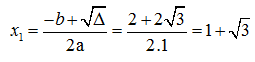 x₁ = (-b + √Δ)/2a = (2 + 2√3)/2.1 = 1 + √3